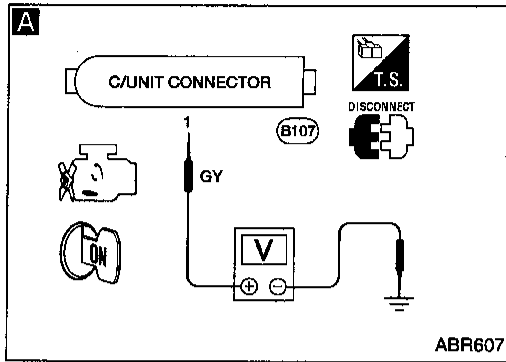 A
C/UNIT CONNECTOR
T.S.
DISCONNECT
1
B107
GY
ON
V
+ −
ABR607